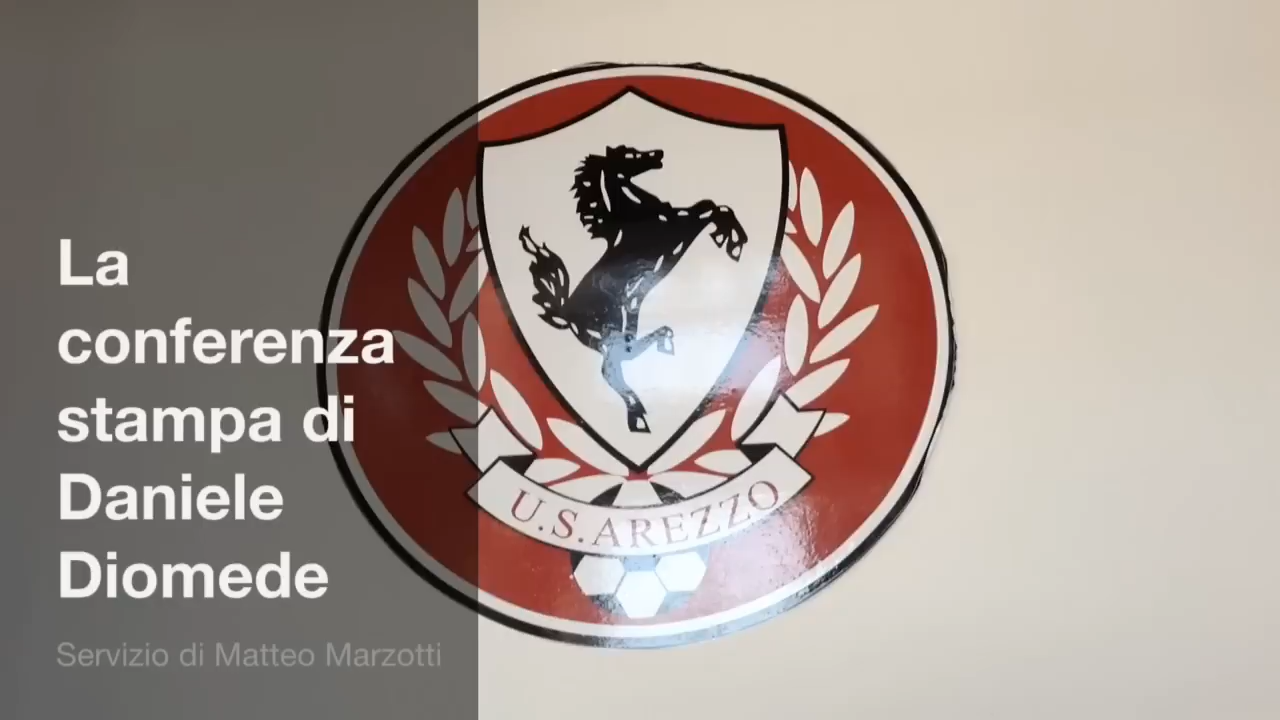 La
conferenza
stampa di
Daniele
Diomede
Servizio di Matteo Marzotti
U.S.AREZZO